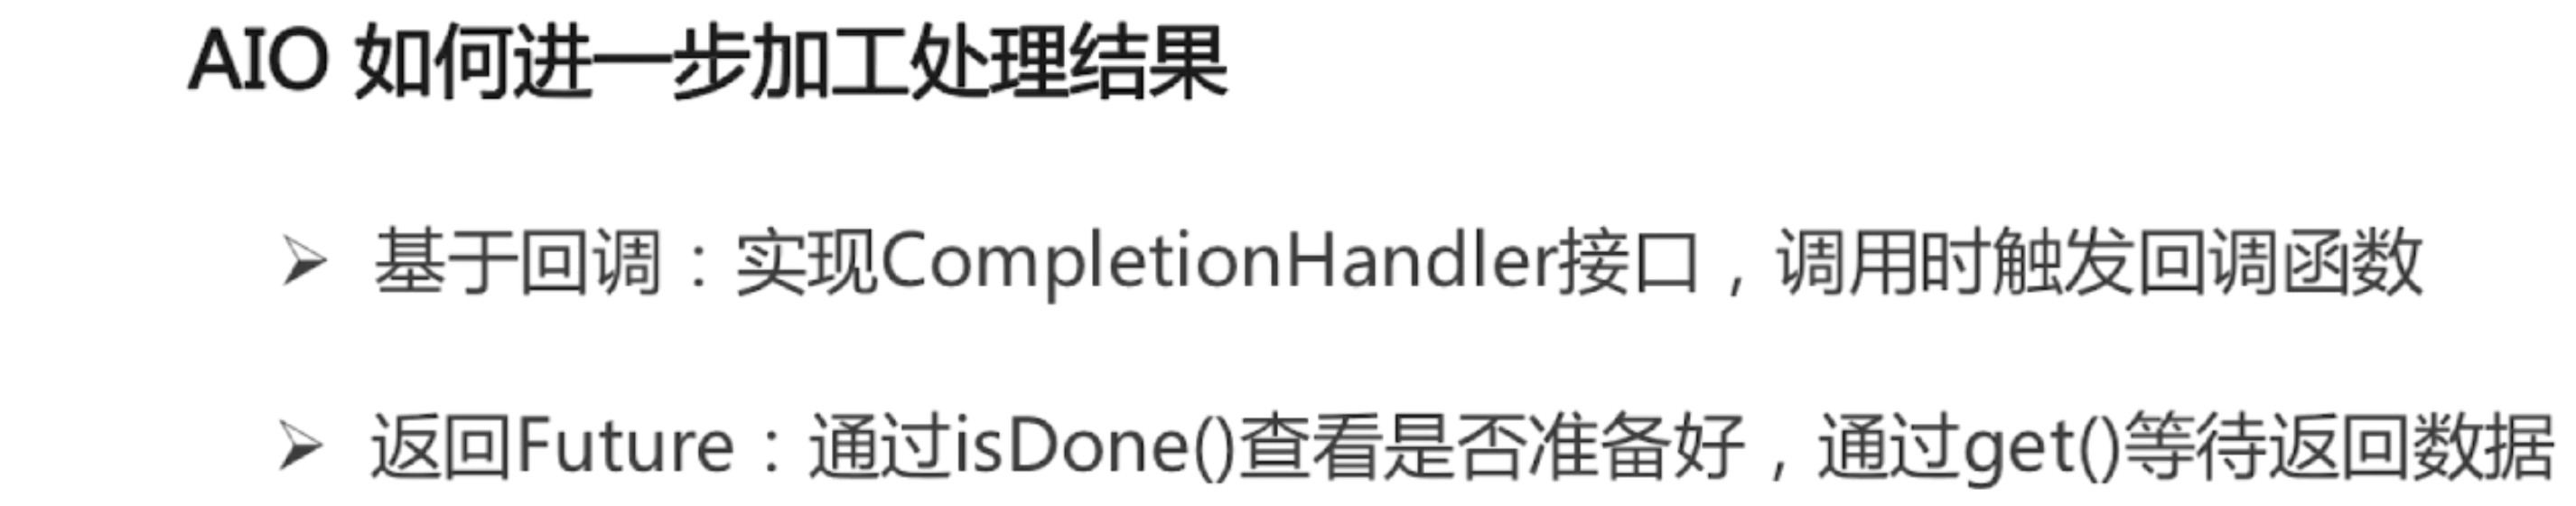 AIO 如何进一步加工处理结果
➢ 基于回调：实现CompletionHandler接口，调用时触发回调函数
➢ 返回Future：通过isDone()查看是否准备好，通过get()等待返回数据